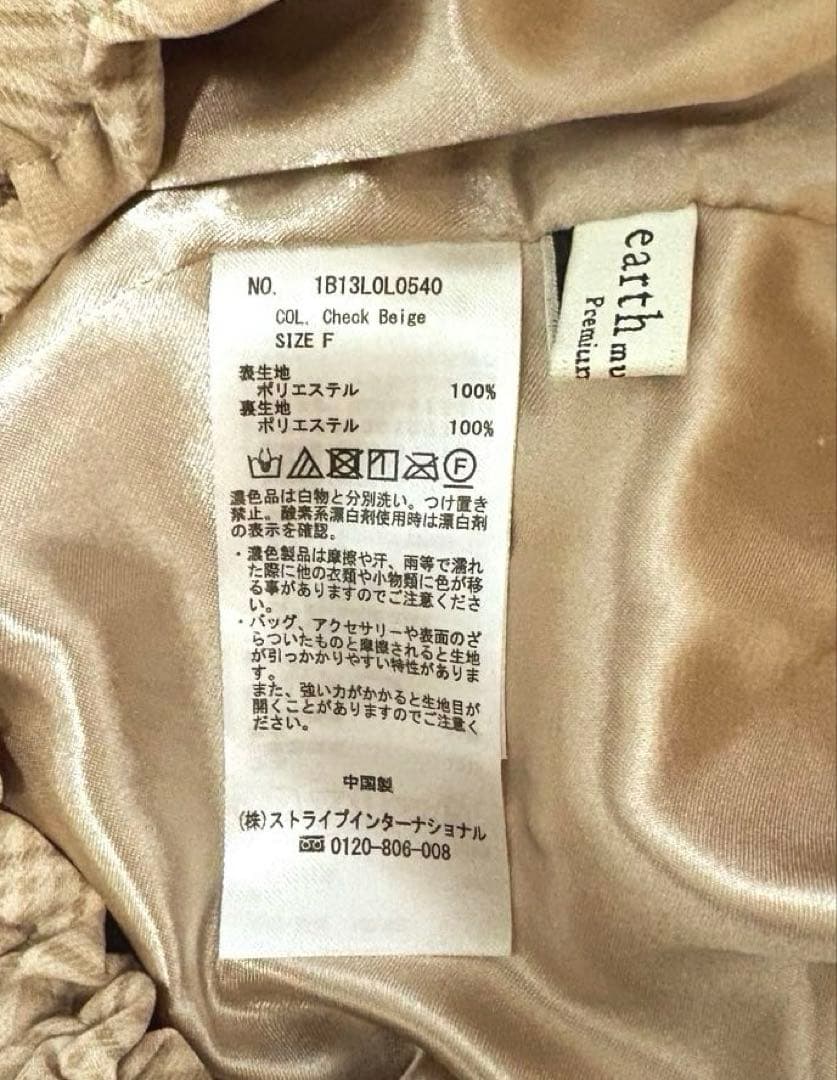 NO. 1B13L0L0540
COL. Check Beige
SIZE F
表生地
ポリエステル 100%
裏生地
ポリエステル 100%
F
濃色品は白物と分別洗い。つけ置き
禁止。酸素系漂白剤使用時は漂白剤
の表示を確認。
・濃色製品は摩擦や汗、雨等で濡れ
た際に他の衣類や小物類に色が移
る事がありますのでご注意くださ
い。
・バッグ、アクセサリーや表面のざ
らついたものと摩擦されると生地
が引っかかりやすい特性がありま
す。
また、強い力がかかると生地目が
開くことがありますのでご注意く
ださい。
中国製
(株)ストライプインターナショナル
0120-806-008
earth mu
Premium